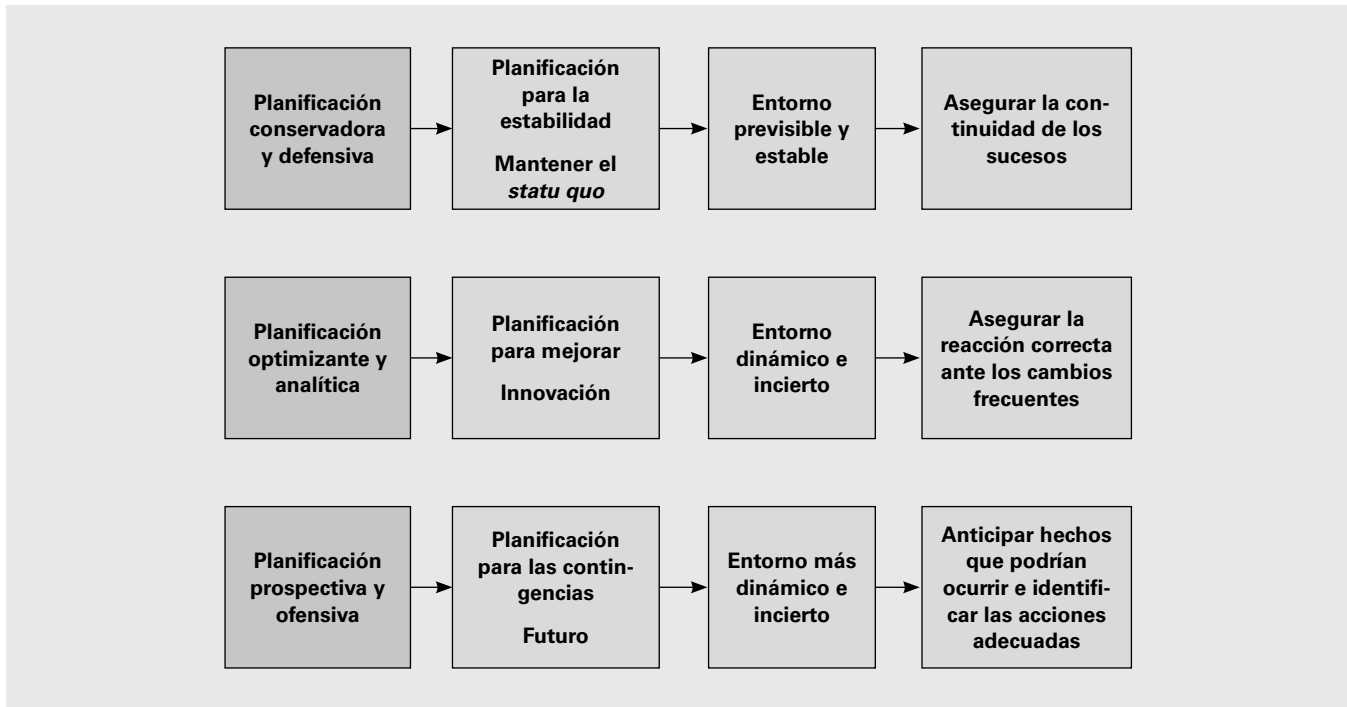 Planificación
conservadora
y defensiva
Planificación
para la
estabilidad
Mantener el
statu quo
Entorno
previsible y
estable
Asegurar la con-
tinuidad de los
sucesos
Planificación
optimizante y
analítica
Planificación
para mejorar
Innovación
Entorno
dinámico e
incierto
Asegurar la
reacción correcta
ante los cambios
frecuentes
Planificación
prospectiva y
ofensiva
Planificación
para las contin-
gencias
Futuro
Entorno más
dinámico e
incierto
Anticipar hechos
que podrían
ocurrir e identifi-
car las acciones
adecuadas